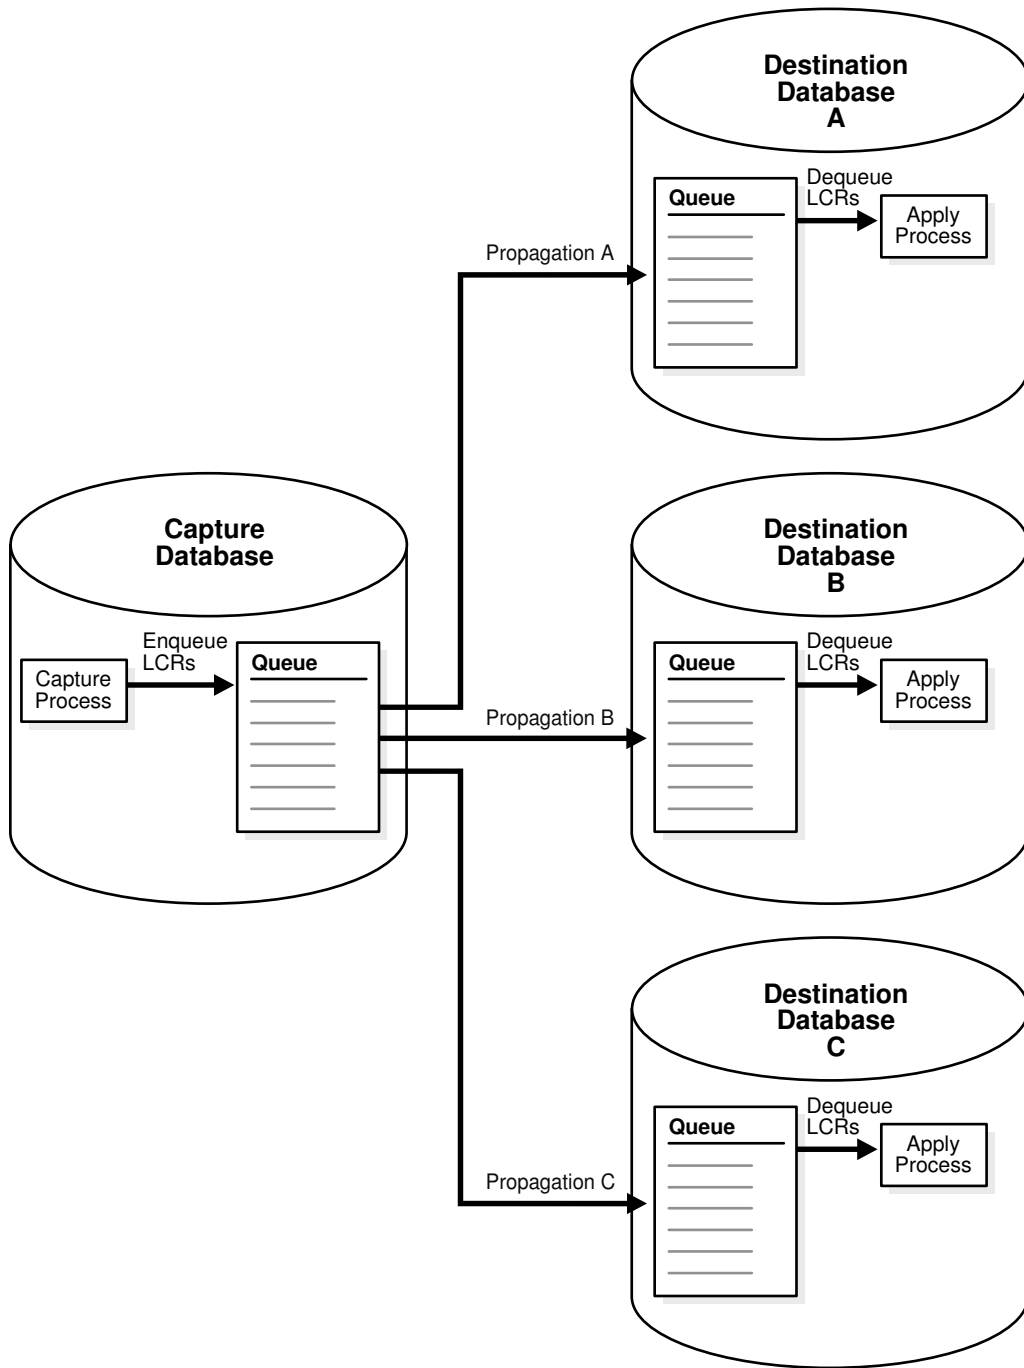 Destination
Database
A
Dequeue
LCRs
Queue
Apply
Process
Propagation A
Capture
Database
Enqueue
LCRs
Queue
Capture
Process
Propagation B
Destination
Database
B
Dequeue
LCRs
Queue
Apply
Process
Destination
Database
C
Dequeue
LCRs
Queue
Apply
Process
Propagation C